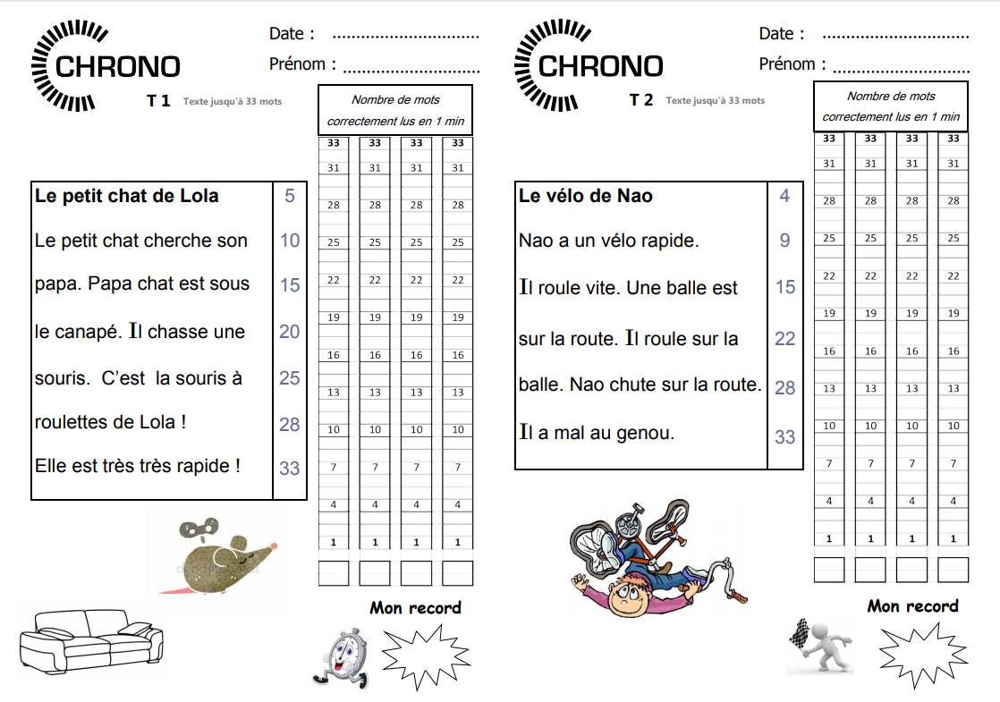 CHRONO
T 1 Texte jusqu'à 33 mots
Date : ................................
Prénom : ..............................
Nombre de mots
correctement lus en 1 min
33 33 33 33
31 31 31 31
28 28 28 28
25 25 25 25
22 22 22 22
19 19 19 19
16 16 16 16
13 13 13 13
10 10 10 10
7 7 7 7
4 4 4 4
1 1 1 1
Le petit chat de Lola 5
Le petit chat cherche son 10
papa. Papa chat est sous 15
le canapé. Il chasse une 20
souris. C'est la souris à 25
roulettes de Lola ! 28
Elle est très très rapide ! 33
depositphotos
Mon record
CHRONO
T 2 Texte jusqu'à 33 mots
Date : ................................
Prénom : ..............................
Nombre de mots
correctement lus en 1 min
33 33 33 33
31 31 31 31
28 28 28 28
25 25 25 25
22 22 22 22
19 19 19 19
16 16 16 16
13 13 13 13
10 10 10 10
7 7 7 7
4 4 4 4
1 1 1 1
Le vélo de Nao 4
Nao a un vélo rapide. 9
Il roule vite. Une balle est 15
sur la route. Il roule sur la 22
balle. Nao chute sur la route. 28
Il a mal au genou. 33
Mon record